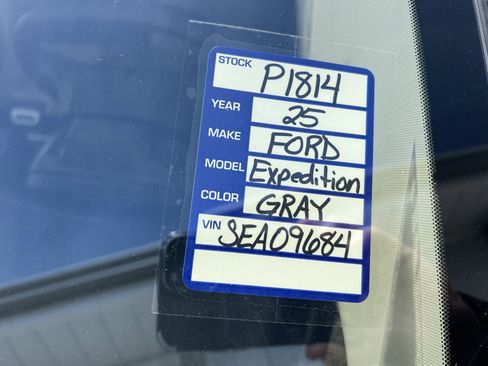 STOCK P1814
YEAR 25
MAKE FORD
MODEL Expedition
COLOR GRAY
VIN SEA09684